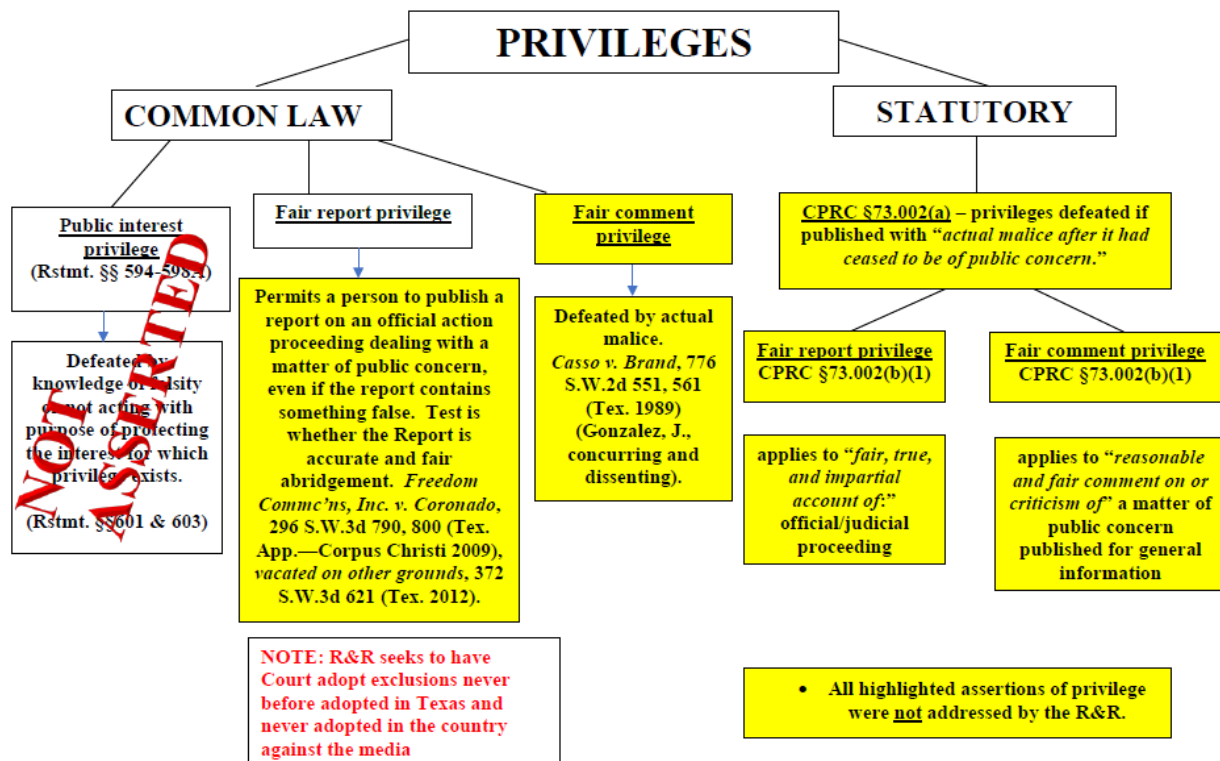 PRIVILEGES
COMMON LAW
STATUTORY
Public interest
privilege
(Rstmt. §§ 594-598A)
Defeated by
knowledge of falsity
or not acting with
purpose of protecting
the interest for which
privilege exists.
(Rstmt. §§601 & 603)
NOT
ASSERTED
Fair report privilege
Permits a person to publish a
report on an official action
proceeding dealing with a
matter of public concern,
even if the report contains
something false. Test is
whether the Report is
accurate and fair
abridgement. Freedom
Commc'ns, Inc. v. Coronado,
296 S.W.3d 790, 800 (Tex.
App.—Corpus Christi 2009),
vacated on other grounds, 372
S.W.3d 621 (Tex. 2012).
NOTE: R&R seeks to have
Court adopt exclusions never
before adopted in Texas and
never adopted in the country
against the media
Fair comment
privilege
Defeated by actual
malice.
Casso v. Brand, 776
S.W.2d 551, 561
(Tex. 1989)
(Gonzalez, J.,
concurring and
dissenting).
CPRC §73.002(a) – privileges defeated if
published with “actual malice after it had
ceased to be of public concern.”
Fair report privilege
CPRC §73.002(b)(1)
applies to “fair, true,
and impartial
account of:”
official/judicial
proceeding
Fair comment privilege
CPRC §73.002(b)(1)
applies to “reasonable
and fair comment on or
criticism of” a matter of
public concern
published for general
information
• All highlighted assertions of privilege
were not addressed by the R&R.